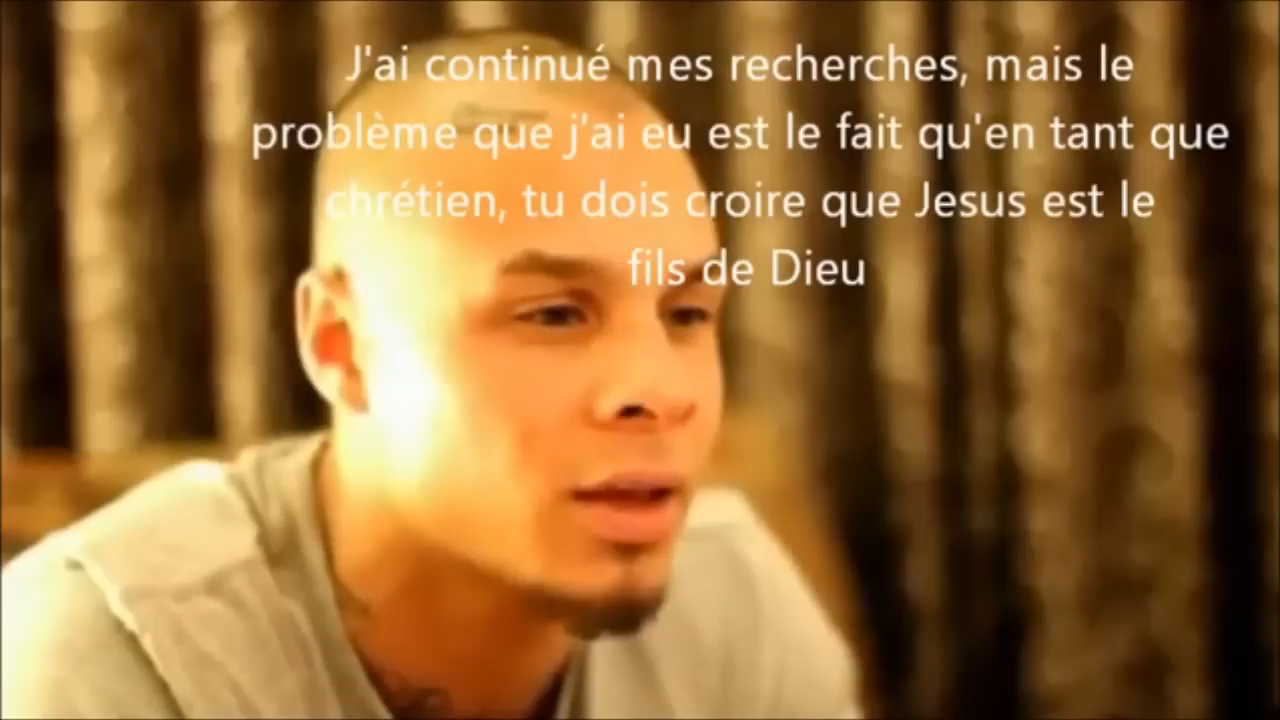 J'ai continué mes recherches, mais le
problème que j'ai eu est le fait qu'en tant que
chrétien, tu dois croire que Jesus est le
fils de Dieu